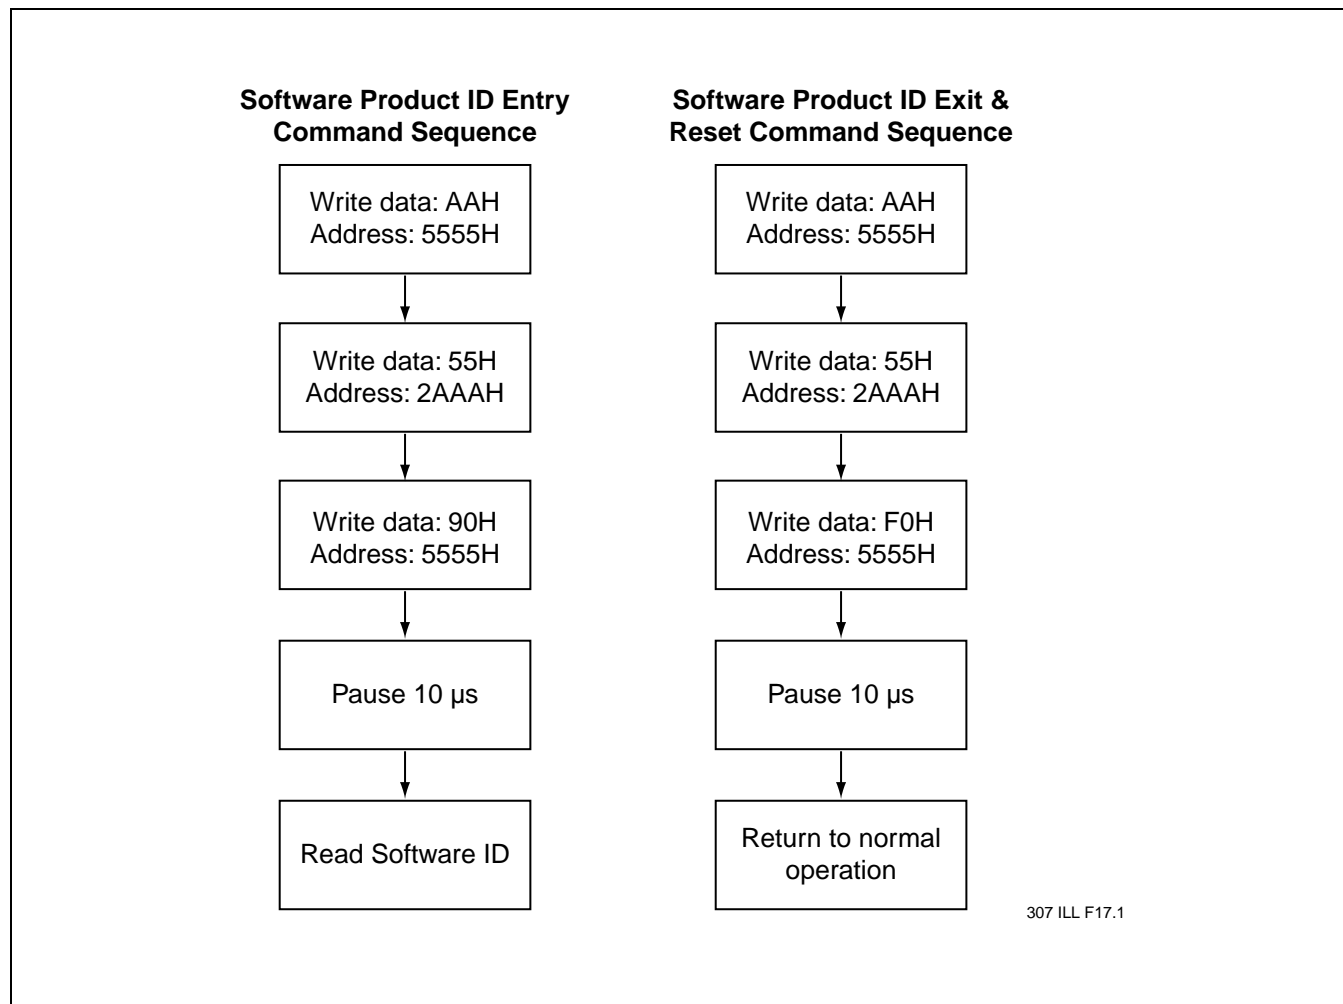 Software Product ID Entry
Command Sequence
Write data: AAH
Address: 5555H
Write data: 55H
Address: 2AAAH
Write data: 90H
Address: 5555H
Pause 10 µs
Read Software ID
Software Product ID Exit &
Reset Command Sequence
Write data: AAH
Address: 5555H
Write data: 55H
Address: 2AAAH
Write data: F0H
Address: 5555H
Pause 10 µs
Return to normal
operation
307 ILL F17.1